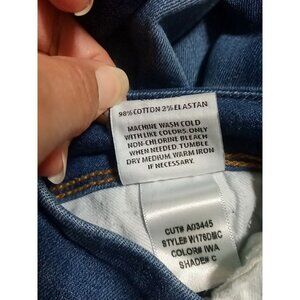 98% COTTON 2% ELASTAN
MACHINE WASH COLD
WITH LIKE COLORS. ONLY
NON-CHLORINE BLEACH
WHEN NEEDED. TUMBLE
DRY MEDIUM. WARM IRON
IF NECESSARY.
CUT# A03445
STYLE# W178DMC
COLOR# IWA
SHADE# C